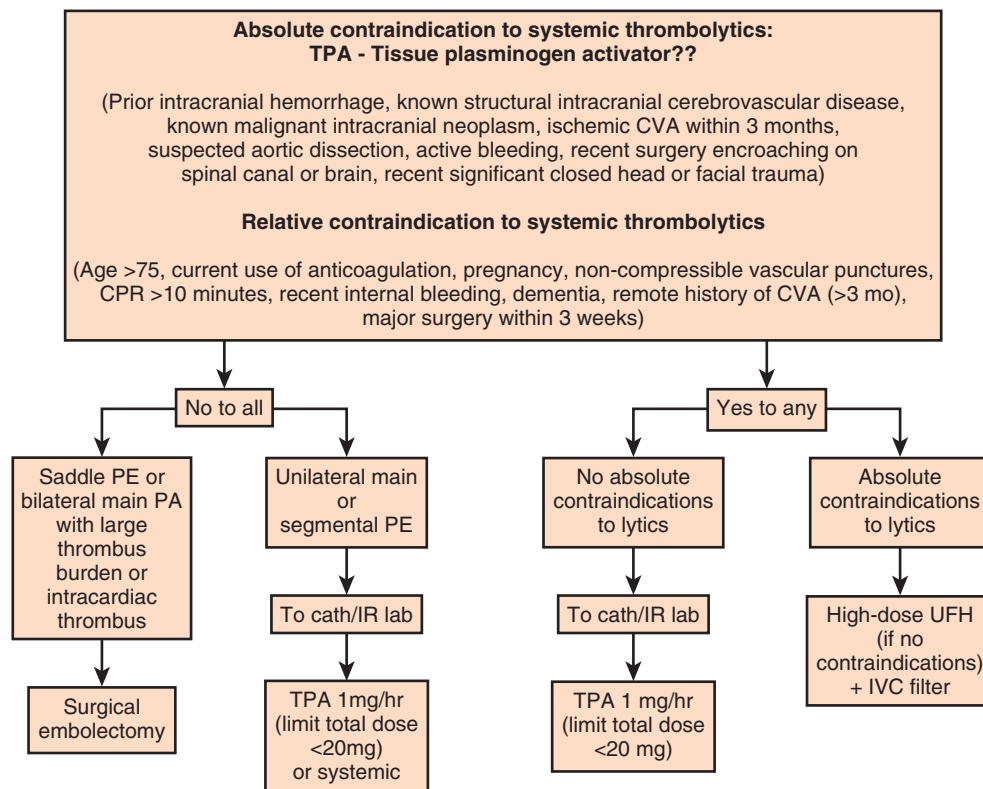 Absolute contraindication to systemic thrombolytics:
TPA - Tissue plasminogen activator??
(Prior intracranial hemorrhage, known structural intracranial cerebrovascular disease,
known malignant intracranial neoplasm, ischemic CVA within 3 months,
suspected aortic dissection, active bleeding, recent surgery encroaching on
spinal canal or brain, recent significant closed head or facial trauma)
Relative contraindication to systemic thrombolytics
(Age >75, current use of anticoagulation, pregnancy, non-compressible vascular punctures,
CPR >10 minutes, recent internal bleeding, dementia, remote history of CVA (>3 mo),
major surgery within 3 weeks)
No to all
Yes to any
Saddle PE or
bilateral main PA
with large
thrombus
burden or
intracardiac
thrombus
Unilateral main
or
segmental PE
No absolute
contraindications
to lytics
Absolute
contraindications
to lytics
Surgical
embolectomy
To cath/IR lab
TPA 1mg/hr
(limit total dose
<20mg)
or systemic
To cath/IR lab
TPA 1 mg/hr
(limit total dose
<20 mg)
High-dose UFH
(if no
contraindications)
+ IVC filter